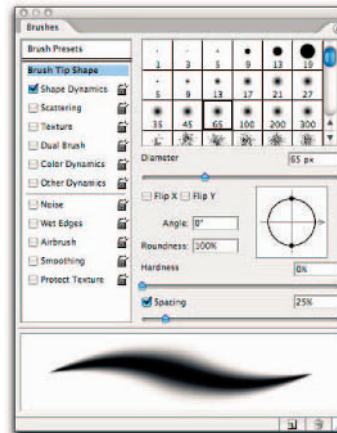 Brushes
Brush Presets
Brush Tip Shape
Shape Dynamics
Scattering
Texture
Dual Brush
Color Dynamics
Other Dynamics
Noise
Wet Edges
Airbrush
Smoothing
Protect Texture
1 3 5 9 13 19
5 9 13 17 21 27
35 45 65 100 200 300
Diameter 65 px
Flip X Flip Y
Angle: 0°
Roundness: 100%
Hardness 0%
Spacing 25%